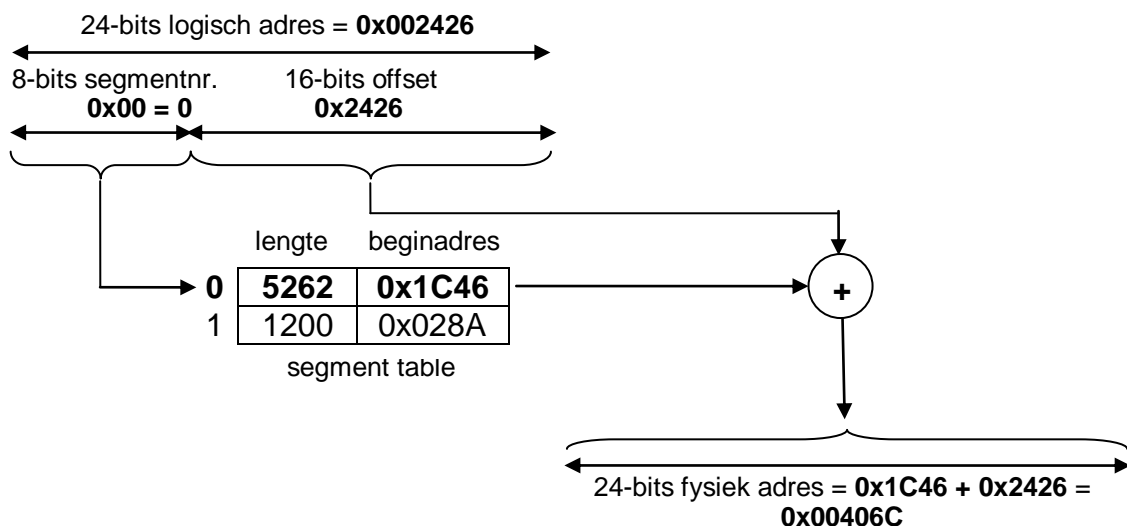 24-bits logisch adres = 0x002426
8-bits segmentnr.
0x00 = 0
16-bits offset
0x2426
lengte beginadres
0 5262 0x1C46
1 1200 0x028A
segment table
+
24-bits fysiek adres = 0x1C46 + 0x2426 =
0x00406C